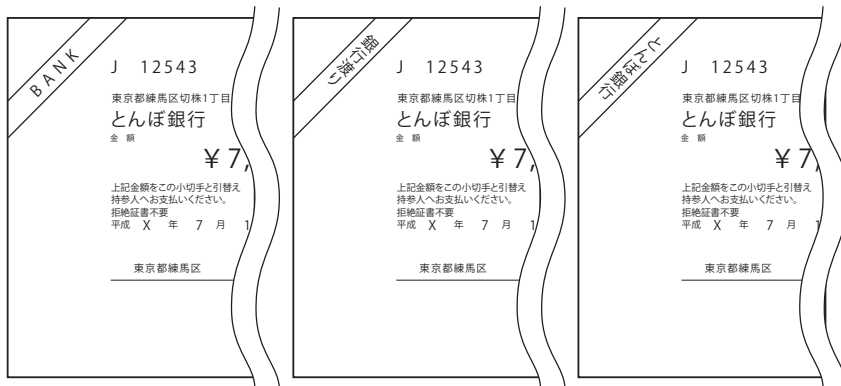 BANK
J 12543
東京都練馬区切株1丁目
とんぼ銀行
金 額
¥7,
上記金額をこの小切手と引替え
持参人へお支払いください。
拒絶証書不要
平成 X 年 7 月 1
東京都練馬区
銀行渡り
J 12543
東京都練馬区切株1丁目
とんぼ銀行
金 額
¥7,
上記金額をこの小切手と引替え
持参人へお支払いください。
拒絶証書不要
平成 X 年 7 月 1
東京都練馬区
とんぼ銀行
J 12543
東京都練馬区切株1丁目
とんぼ銀行
金 額
¥7,
上記金額をこの小切手と引替え
持参人へお支払いください。
拒絶証書不要
平成 X 年 7 月 1
東京都練馬区